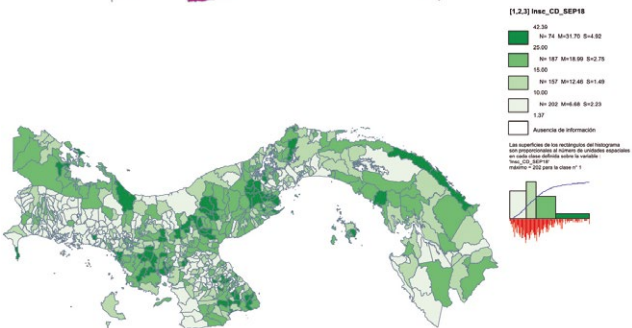 [1,2,3] Insc_CD_SEP18
42.39
N= 74 M=31.70 S=4.92
25.00
N= 187 M=18.99 S=2.75
15.00
N= 157 M=12.46 S=1.49
10.00
N= 202 M=6.68 S=2.23
1.37
Ausencia de información
Las superficies de los rectángulos del histograma
son proporcionales al número de unidades espaciales
en cada clase definida sobre la variable :
'Insc_CD_SEP18'
máximo = 202 para la clase n° 1